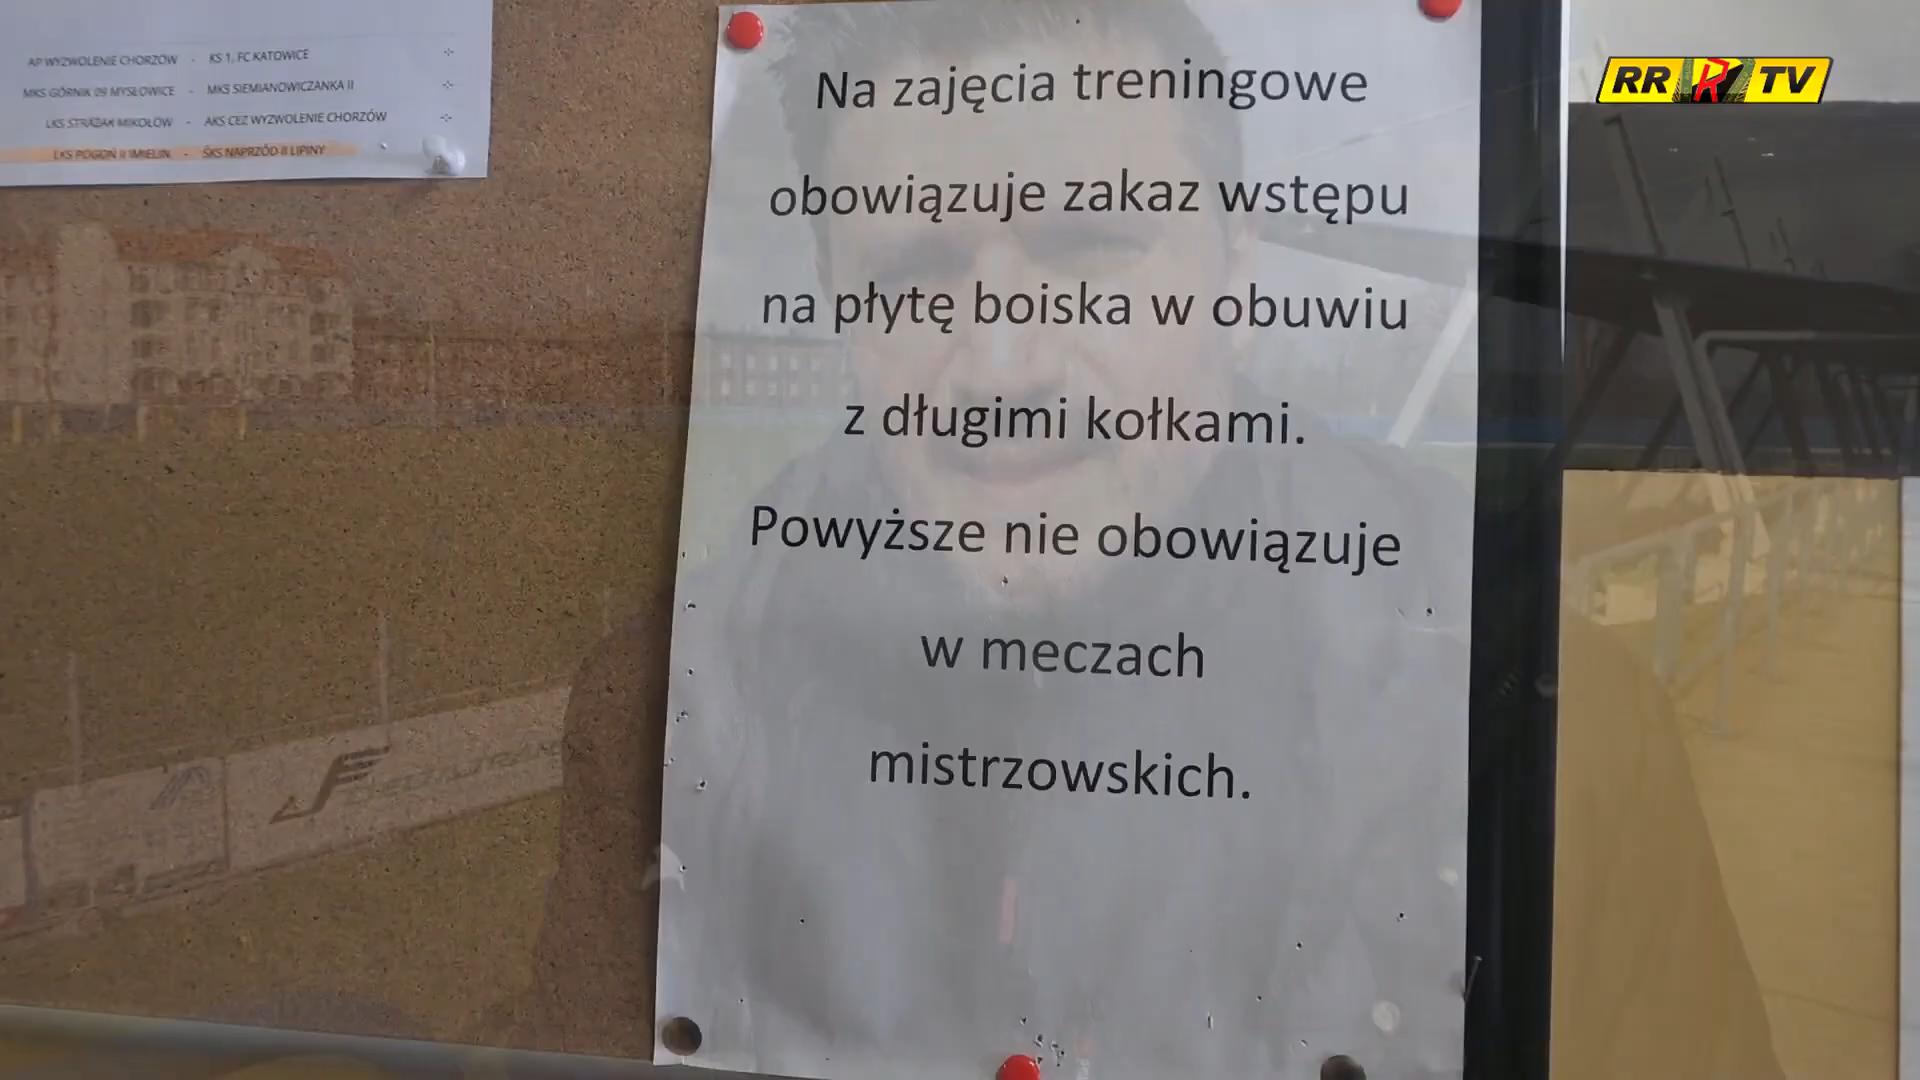 AP WYZWOLENIE CHORZÓW - KS 1. FC KATOWICE
MKS GÓRNIK 09 MYSŁOWICE - MKS SIEMIANOWICZANKA II
LKS STRAŻAK MIKOŁÓW - AKS CEZ WYZWOLENIE CHORZÓW
LKS POGOŃ II IMIELIN - ŚKS NAPRZÓD II LIPINY
Na zajęcia treningowe
obowiązuje zakaz wstępu
na płytę boiska w obuwiu
z długimi kołkami.
Powyższe nie obowiązuje
w meczach
mistrzowskich.
RR R TV